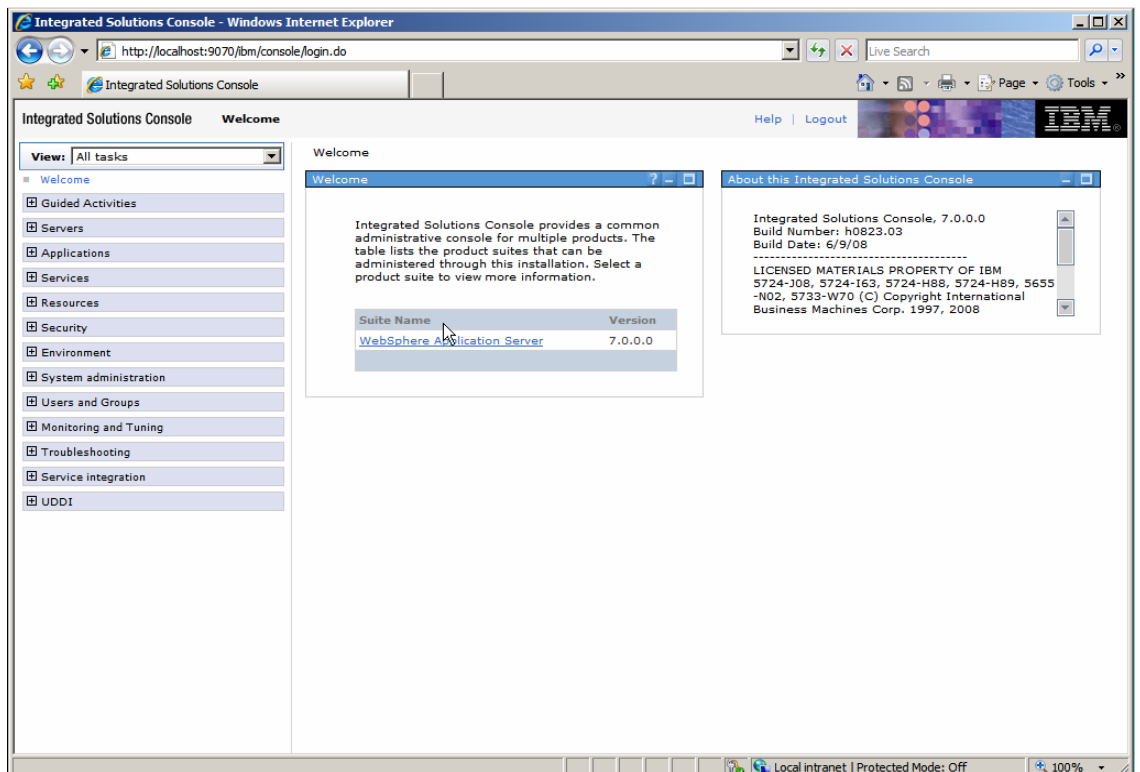 Integrated Solutions Console - Windows Internet Explorer
http://localhost:9070/ibm/console/login.do
Live Search
Integrated Solutions Console
Page
Tools
»
Integrated Solutions Console Welcome
Help | Logout
IBM®
View: All tasks
Welcome
Guided Activities
Servers
Applications
Services
Resources
Security
Environment
System administration
Users and Groups
Monitoring and Tuning
Troubleshooting
Service integration
UDDI
Welcome
Welcome
?
Integrated Solutions Console provides a common
administrative console for multiple products. The
table lists the product suites that can be
administered through this installation. Select a
product suite to view more information.
Suite Name Version
WebSphere Application Server 7.0.0.0
About this Integrated Solutions Console
Integrated Solutions Console, 7.0.0.0
Build Number: h0823.03
Build Date: 6/9/08
--------------------------------------
LICENSED MATERIALS PROPERTY OF IBM
5724-J08, 5724-I63, 5724-H88, 5724-H89, 5655
-N02, 5733-W70 (C) Copyright International
Business Machines Corp. 1997, 2008
Local intranet | Protected Mode: Off
100%